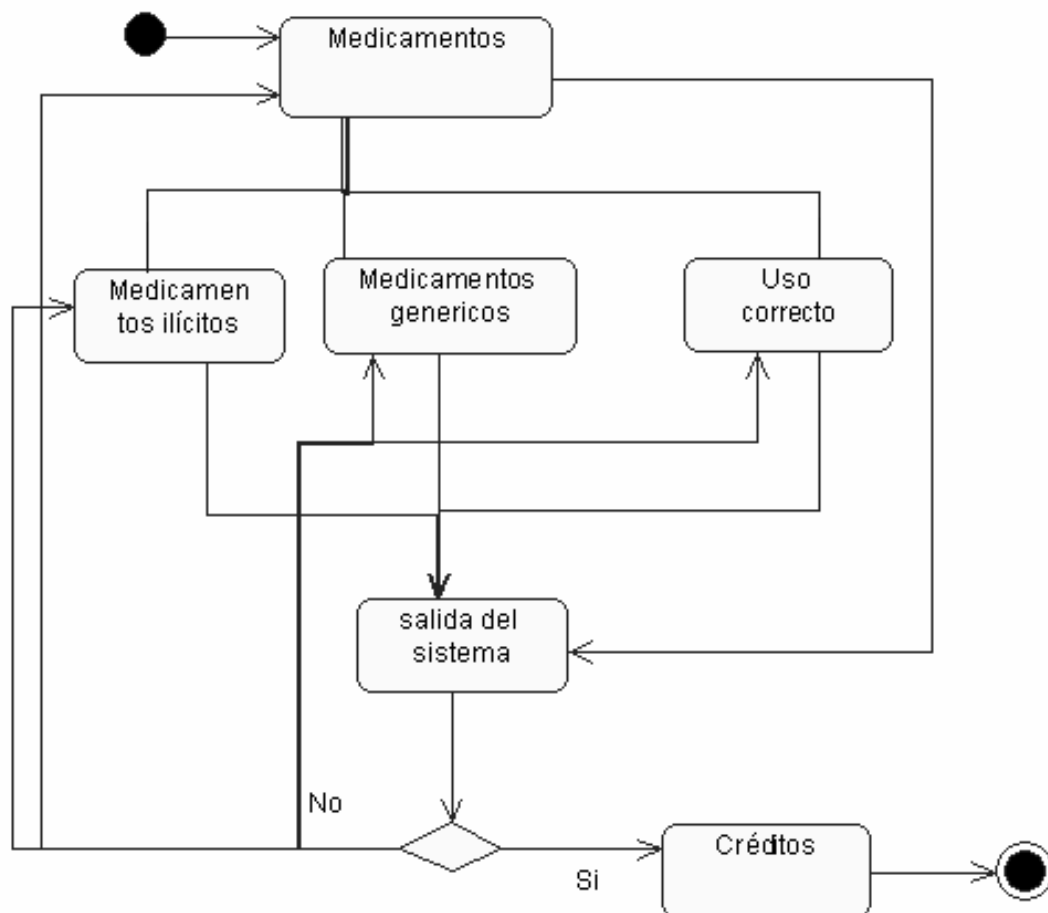 Medicamentos
Medicamen
tos ilícitos
Medicamentos
genericos
Uso
correcto
salida del
sistema
No
Si
Créditos